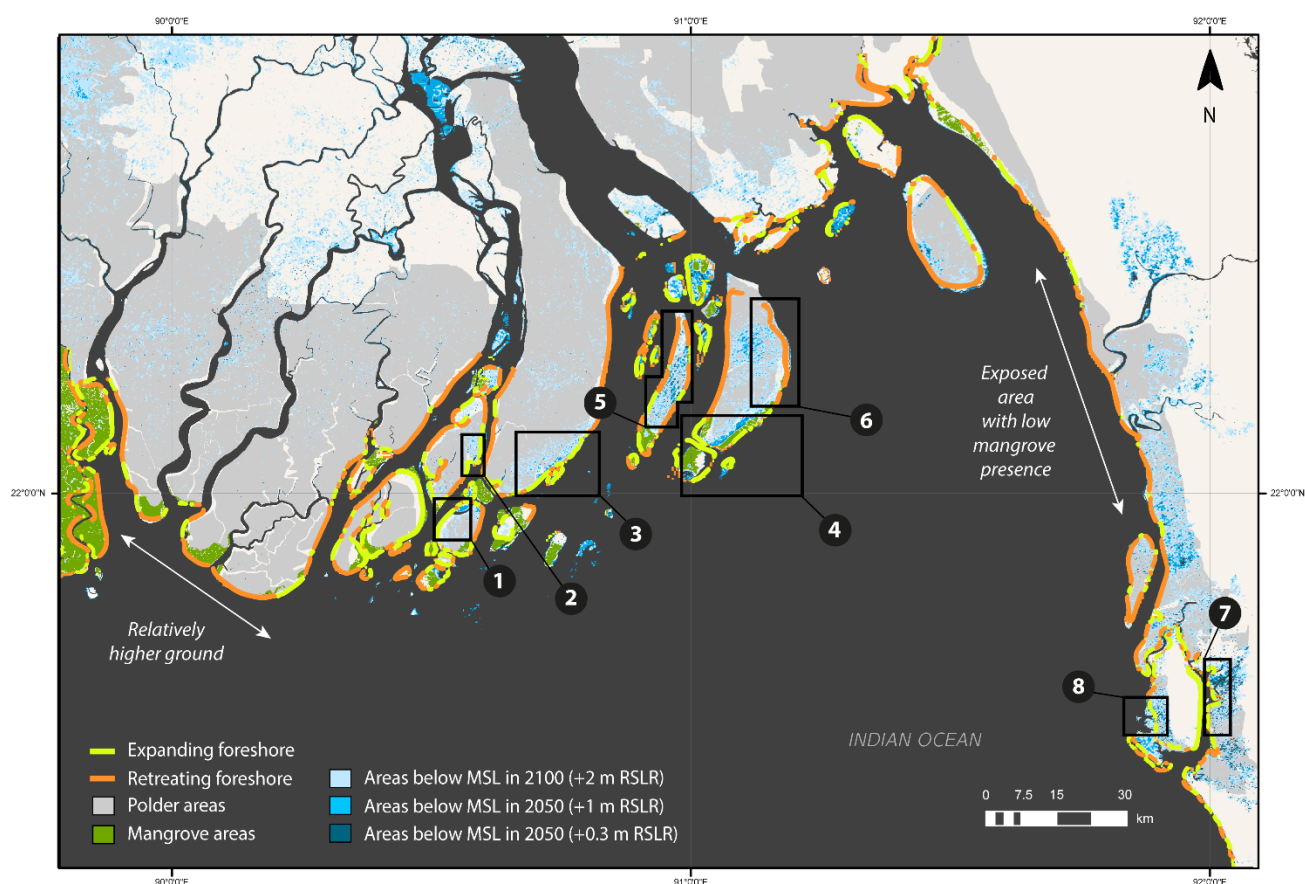 90°0'0"E
91°0'0"E
92°0'0"E
N
Exposed
area
with low
mangrove
presence
5
6
22°0'0"N
22°0'0"N
3
4
1
2
Relatively
higher ground
7
8
INDIAN OCEAN
Expanding foreshore
Retreating foreshore
Polder areas
Mangrove areas
Areas below MSL in 2100 (+2 m RSLR)
Areas below MSL in 2050 (+1 m RSLR)
Areas below MSL in 2050 (+0.3 m RSLR)
0 7.5 15 30
km
90°0'0"E
91°0'0"E
92°0'0"E